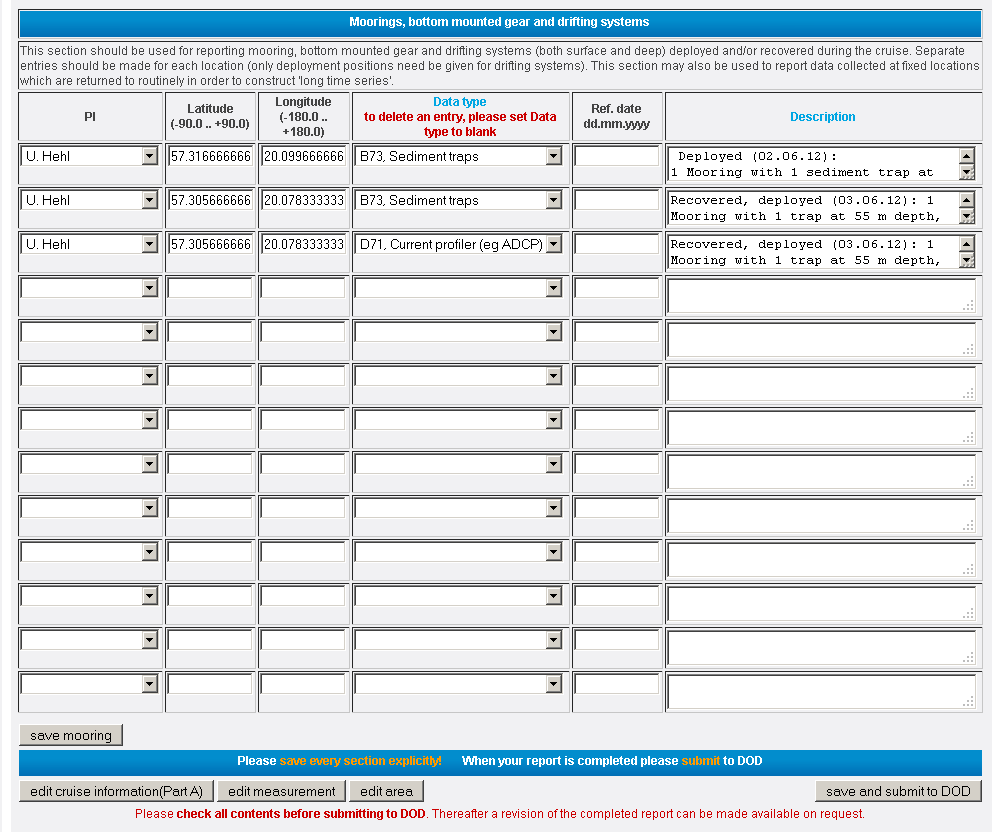 Moorings, bottom mounted gear and drifting systems
This section should be used for reporting mooring, bottom mounted gear and drifting systems (both surface and deep) deployed and/or recovered during the cruise. Separate
entries should be made for each location (only deployment positions need be given for drifting systems). This section may also be used to report data collected at fixed locations
which are returned to routinely in order to construct 'long time series'.
PI
Latitude
(-90.0 .. +90.0)
Longitude
(-180.0 ..
+180.0)
Data type
to delete an entry, please set Data
type to blank
Ref. date
dd.mm.yyyy
Description
U. Hehl
57.316666666
20.099666666
B73, Sediment traps
Deployed (02.06.12):
1 Mooring with 1 sediment trap at
U. Hehl
57.305666666
20.078333333
B73, Sediment traps
Recovered, deployed (03.06.12): 1
Mooring with 1 trap at 55 m depth,
U. Hehl
57.305666666
20.078333333
D71, Current profiler (eg ADCP)
Recovered, deployed (03.06.12): 1
Mooring with 1 trap at 55 m depth,
save mooring
Please save every section explicitly! When your report is completed please submit to DOD
edit cruise information(Part A)
edit measurement
edit area
save and submit to DOD
Please check all contents before submitting to DOD. Thereafter a revision of the completed report can be made available on request.